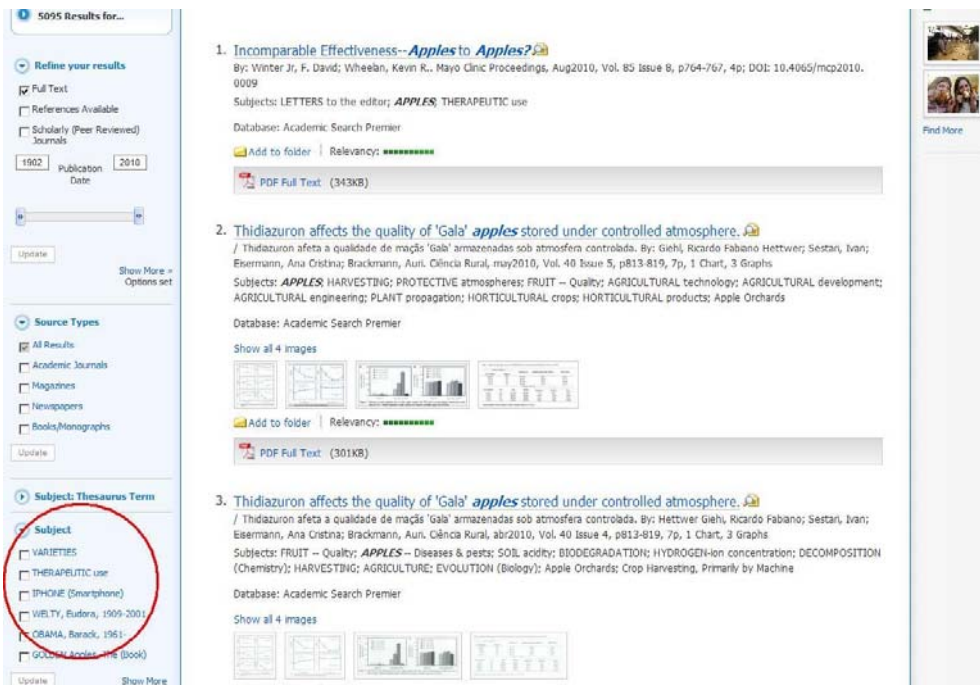 5095 Results for...
Refine your results
Full Text
References Available
Scholarly (Peer Reviewed)
Journals
1902
Publication
Date
2010
Update
Show More »
Options set
Source Types
All Results
Academic Journals
Magazines
Newspapers
Books/Monographs
Update
Subject: Thesaurus Term
Subject
VARIETIES
THERAPEUTIC use
IPHONE (Smartphone)
WELTY, Eudora, 1909-2001
OBAMA, Barack, 1961-
GOLDEN Apples, The (Book)
Update
Show More
1. Incomparable Effectiveness--Apples to Apples?
By: Winter Jr, F. David; Wheelan, Kevin R.. Mayo Clinic Proceedings, Aug2010, Vol. 85 Issue 8, p764-767, 4p; DOI: 10.4065/mcp2010.
0009
Subjects: LETTERS to the editor; APPLES; THERAPEUTIC use
Database: Academic Search Premier
Add to folder | Relevancy:
PDF Full Text (343KB)
2. Thidiazuron affects the quality of 'Gala' apples stored under controlled atmosphere.
/ Thidiazuron afeta a qualidade de maçãs 'Gala' armazenadas sob atmosfera controlada. By: Giehl, Ricardo Fabiano Hettwer; Sestari, Ivan;
Eisermann, Ana Cristina; Brackmann, Auri. Ciência Rural, may2010, Vol. 40 Issue 5, p813-819, 7p, 1 Chart, 3 Graphs
Subjects: APPLES; HARVESTING; PROTECTIVE atmospheres; FRUIT -- Quality; AGRICULTURAL technology; AGRICULTURAL development;
AGRICULTURAL engineering; PLANT propagation; HORTICULTURAL crops; HORTICULTURAL products; Apple Orchards
Database: Academic Search Premier
Show all 4 images
Add to folder | Relevancy:
PDF Full Text (301KB)
3. Thidiazuron affects the quality of 'Gala' apples stored under controlled atmosphere.
/ Thidiazuron afeta a qualidade de maçãs 'Gala' armazenadas sob atmosfera controlada. By: Hettwer Giehl, Ricardo Fabiano; Sestari, Ivan;
Eisermann, Ana Cristina; Brackmann, Auri. Ciência Rural, abr2010, Vol. 40 Issue 4, p813-819, 7p, 1 Chart, 3 Graphs
Subjects: FRUIT -- Quality; APPLES -- Diseases & pests; SOIL acidity; BIODEGRADATION; HYDROGEN-ion concentration; DECOMPOSITION
(Chemistry); HARVESTING; AGRICULTURE; EVOLUTION (Biology); Apple Orchards; Crop Harvesting, Primarily by Machine
Database: Academic Search Premier
Show all 4 images
Find More